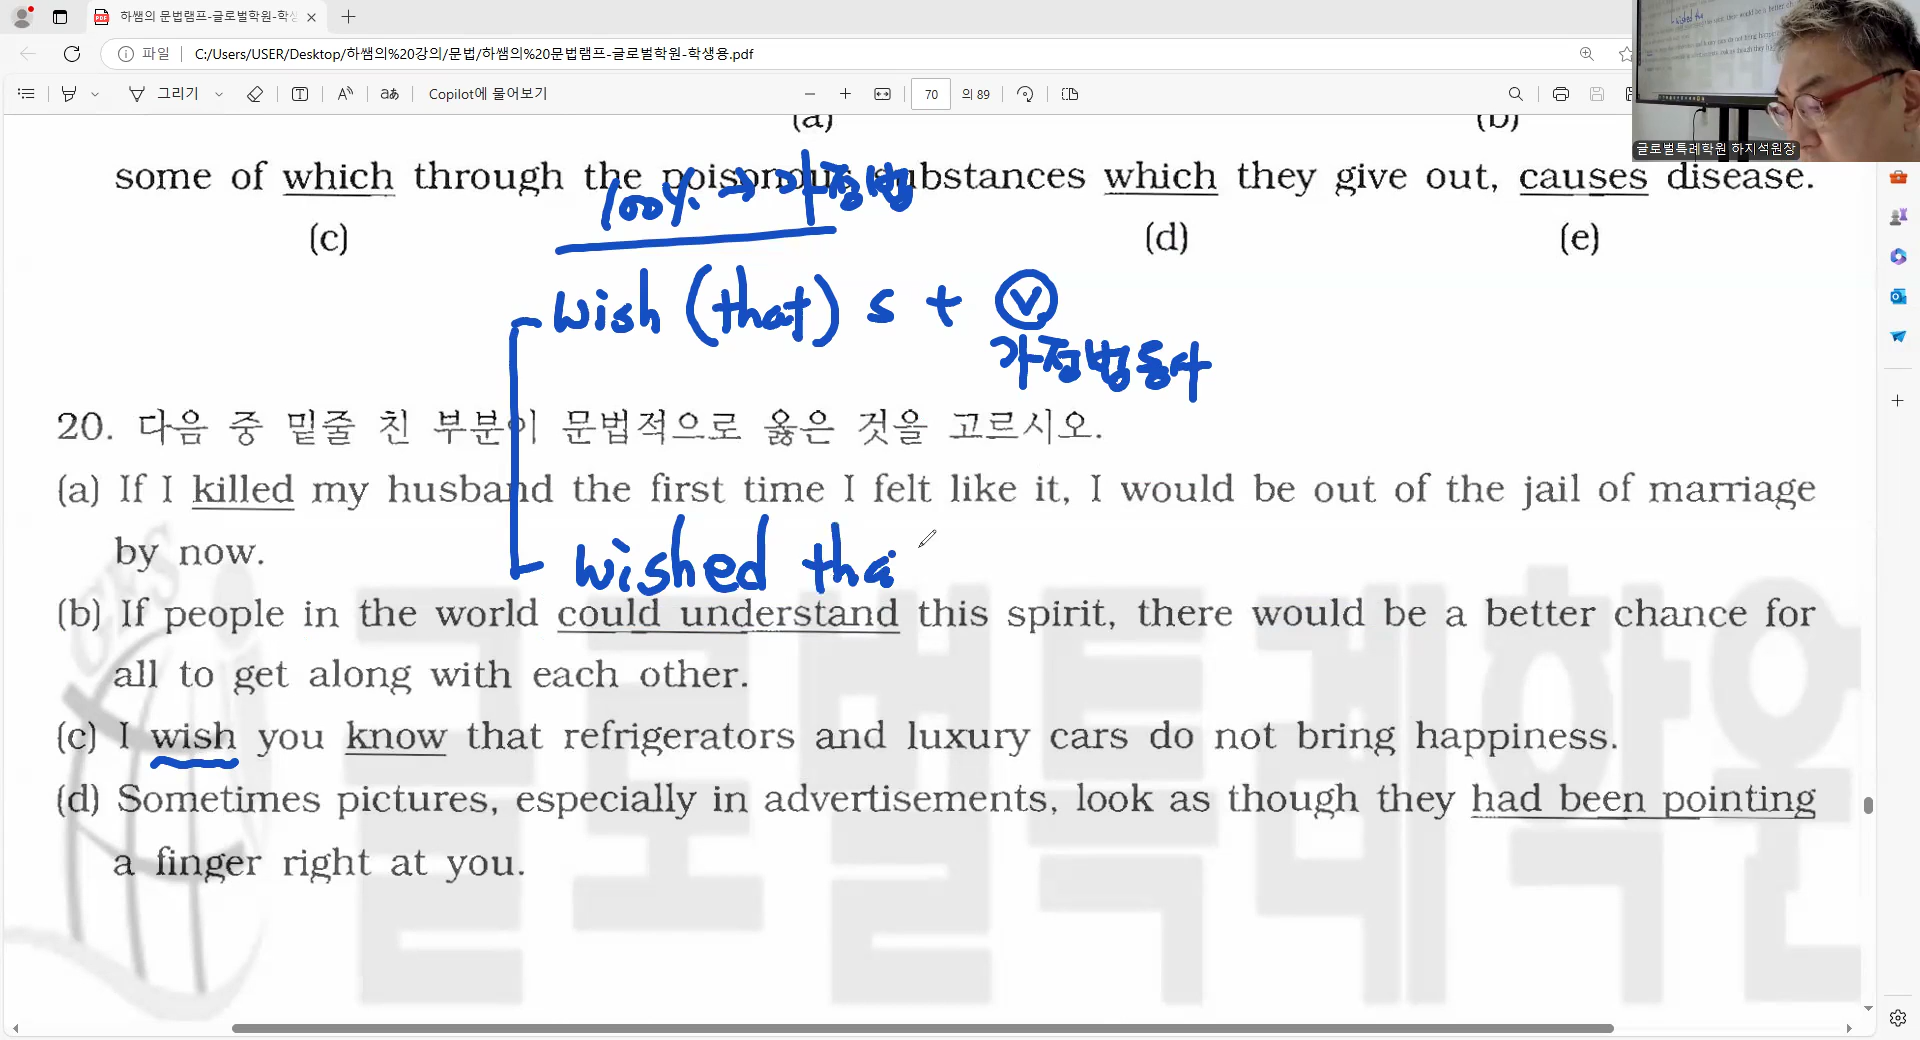 하쌤의 문법램프-글로벌학원-학생
파일 C:/Users/USER/Desktop/하쌤의%20강의/문법/하쌤의%20문법램프-글로벌학원-학생용.pdf
그리기 Copilot에 물어보기 70 의 89
(a) (b)
some of which through the poisonous substances which they give out, causes disease.
100% → 가정법
(c) (d) (e)
wish (that) s + v
가정법동사
20. 다음 중 밑줄 친 부분이 문법적으로 옳은 것을 고르시오.
(a) If I killed my husband the first time I felt like it, I would be out of the jail of marriage
by now.
wished tha
(b) If people in the world could understand this spirit, there would be a better chance for
all to get along with each other.
(c) I wish you know that refrigerators and luxury cars do not bring happiness.
(d) Sometimes pictures, especially in advertisements, look as though they had been pointing
a finger right at you.
글로벌특례학원
글로벌특례학원 하지석원장